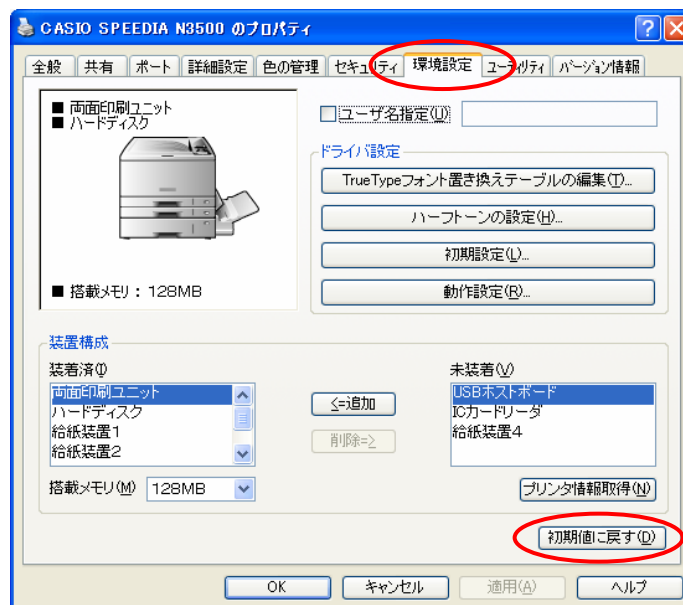 CASIO SPEEDIA N3500 のプロパティ
全般 共有 ポート 詳細設定 色の管理 セキュリティ 環境設定 ユーティリティ バージョン情報
■ 両面印刷ユニット
■ ハードディスク
■ 搭載メモリ : 128MB
ユーザ名指定(U)
ドライバ設定
TrueTypeフォント置き換えテーブルの編集(T)...
ハーフトーンの設定(H)...
初期設定(L)...
動作設定(R)...
装置構成
装着済(I)
両面印刷ユニット
ハードディスク
給紙装置1
給紙装置2
<=追加
削除=>
未装着(V)
USBホストボード
ICカードリーダ
給紙装置4
搭載メモリ(M) 128MB
プリンタ情報取得(N)
初期値に戻す(D)
OK キャンセル 適用(A) ヘルプ